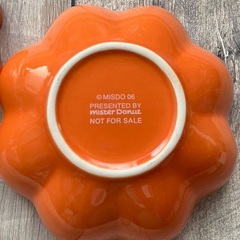 © MISDO 06
PRESENTED BY
mister Donut
NOT FOR SALE